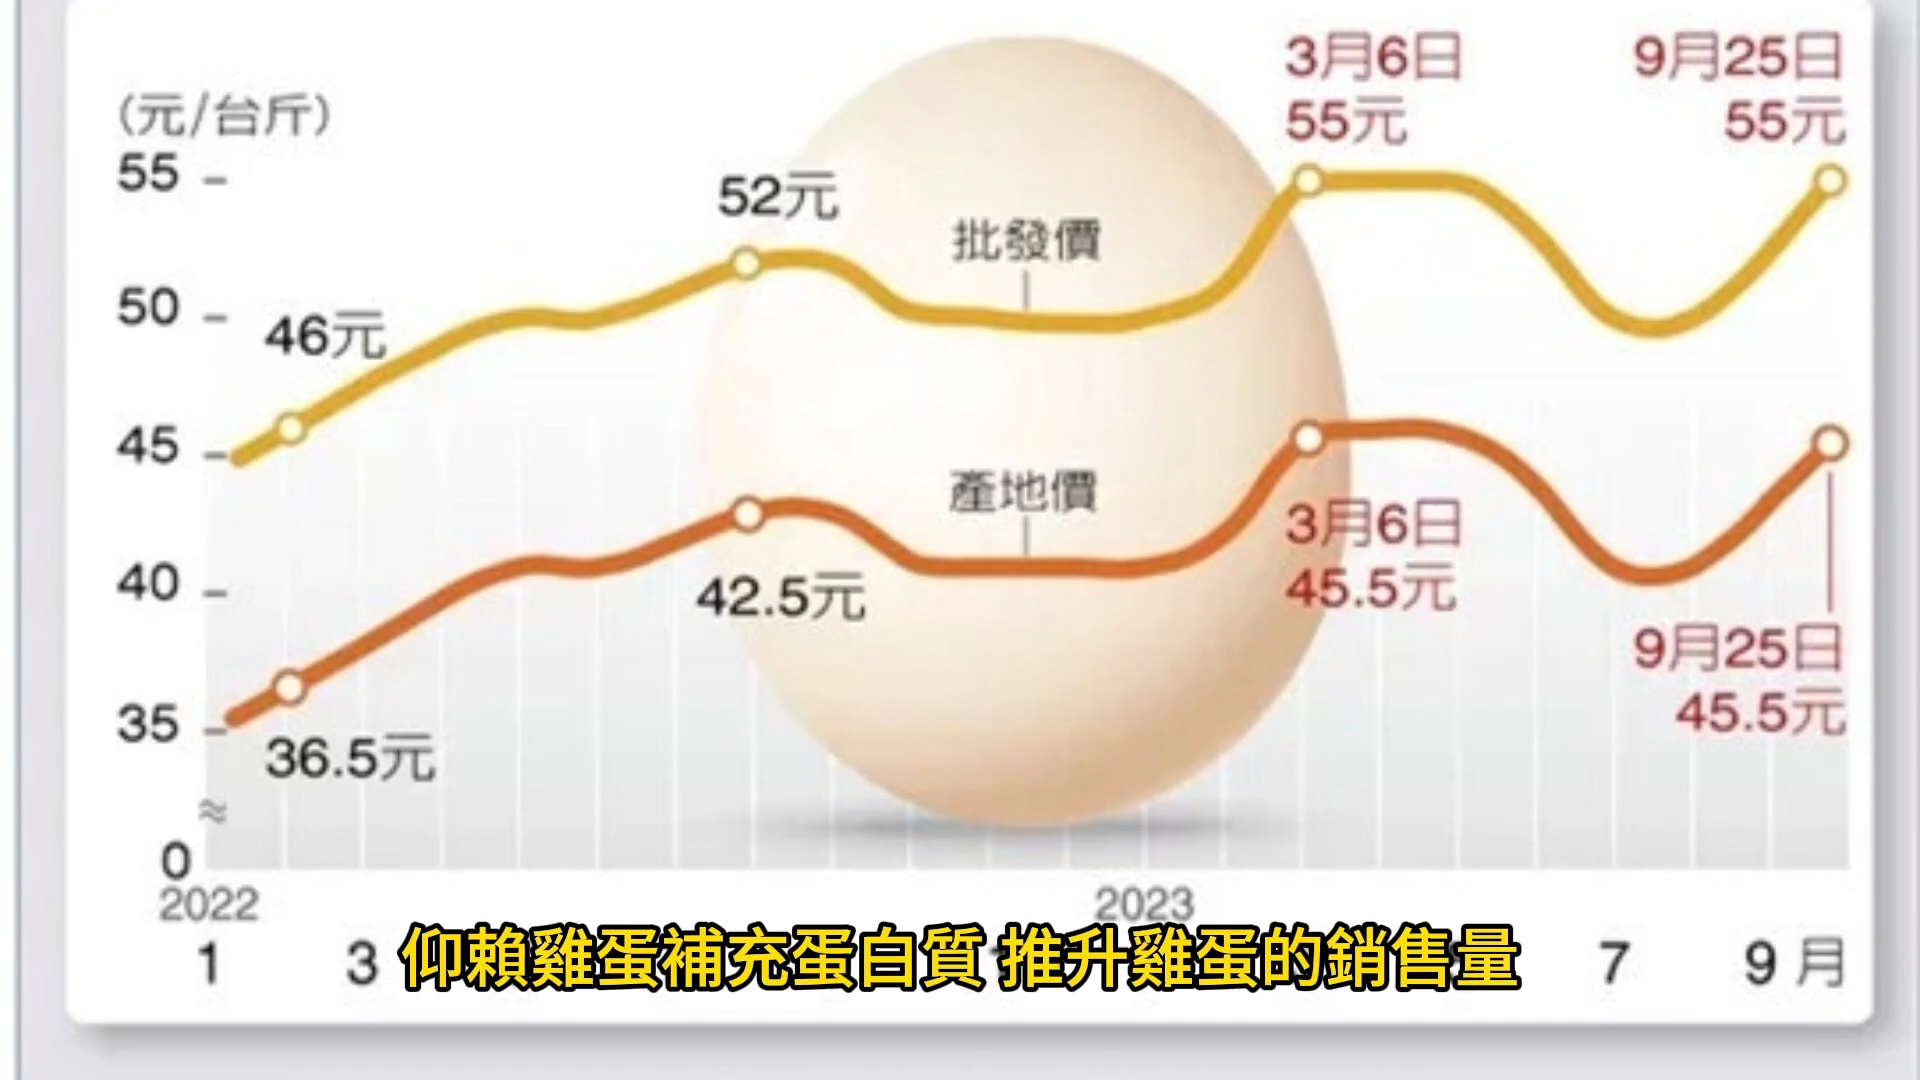 (元/台斤)
55
50
45
40
35
≈
0
46元
52元
批發價
3月6日
55元
9月25日
55元
36.5元
42.5元
產地價
3月6日
45.5元
9月25日
45.5元
2022
2023
1
3
7
9月
仰賴雞蛋補充蛋白質 推升雞蛋的銷售量